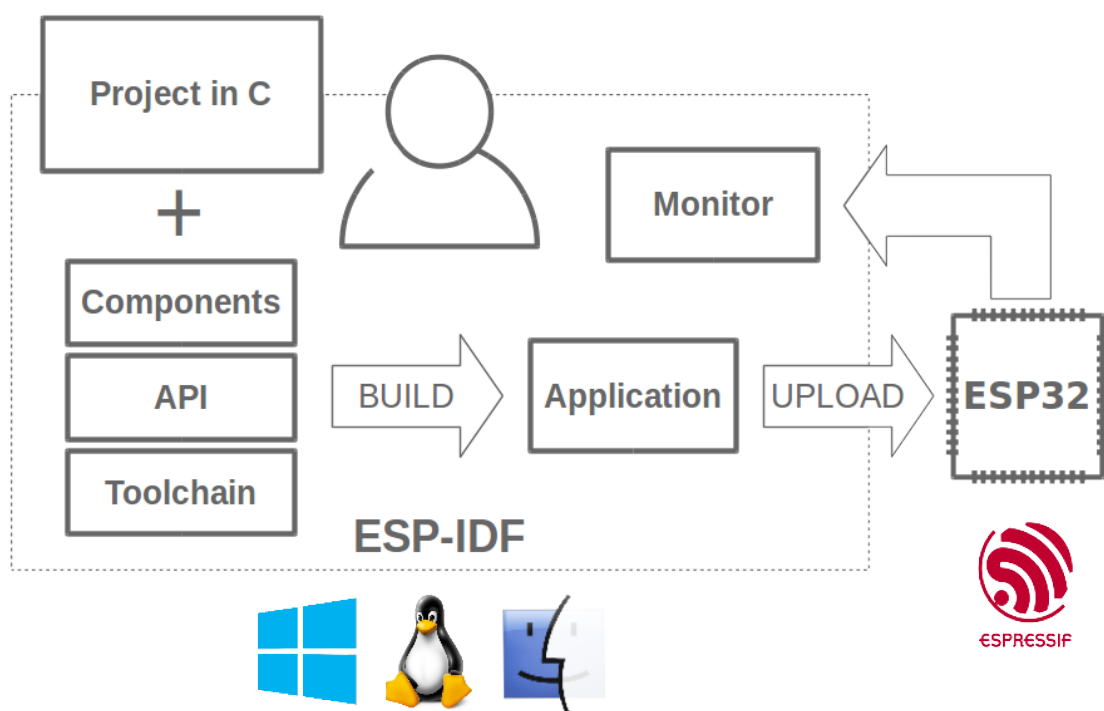 Project in C
+
Components
API
Toolchain
BUILD
Application
UPLOAD
Monitor
ESP32
ESP-IDF
ESPRESSIF